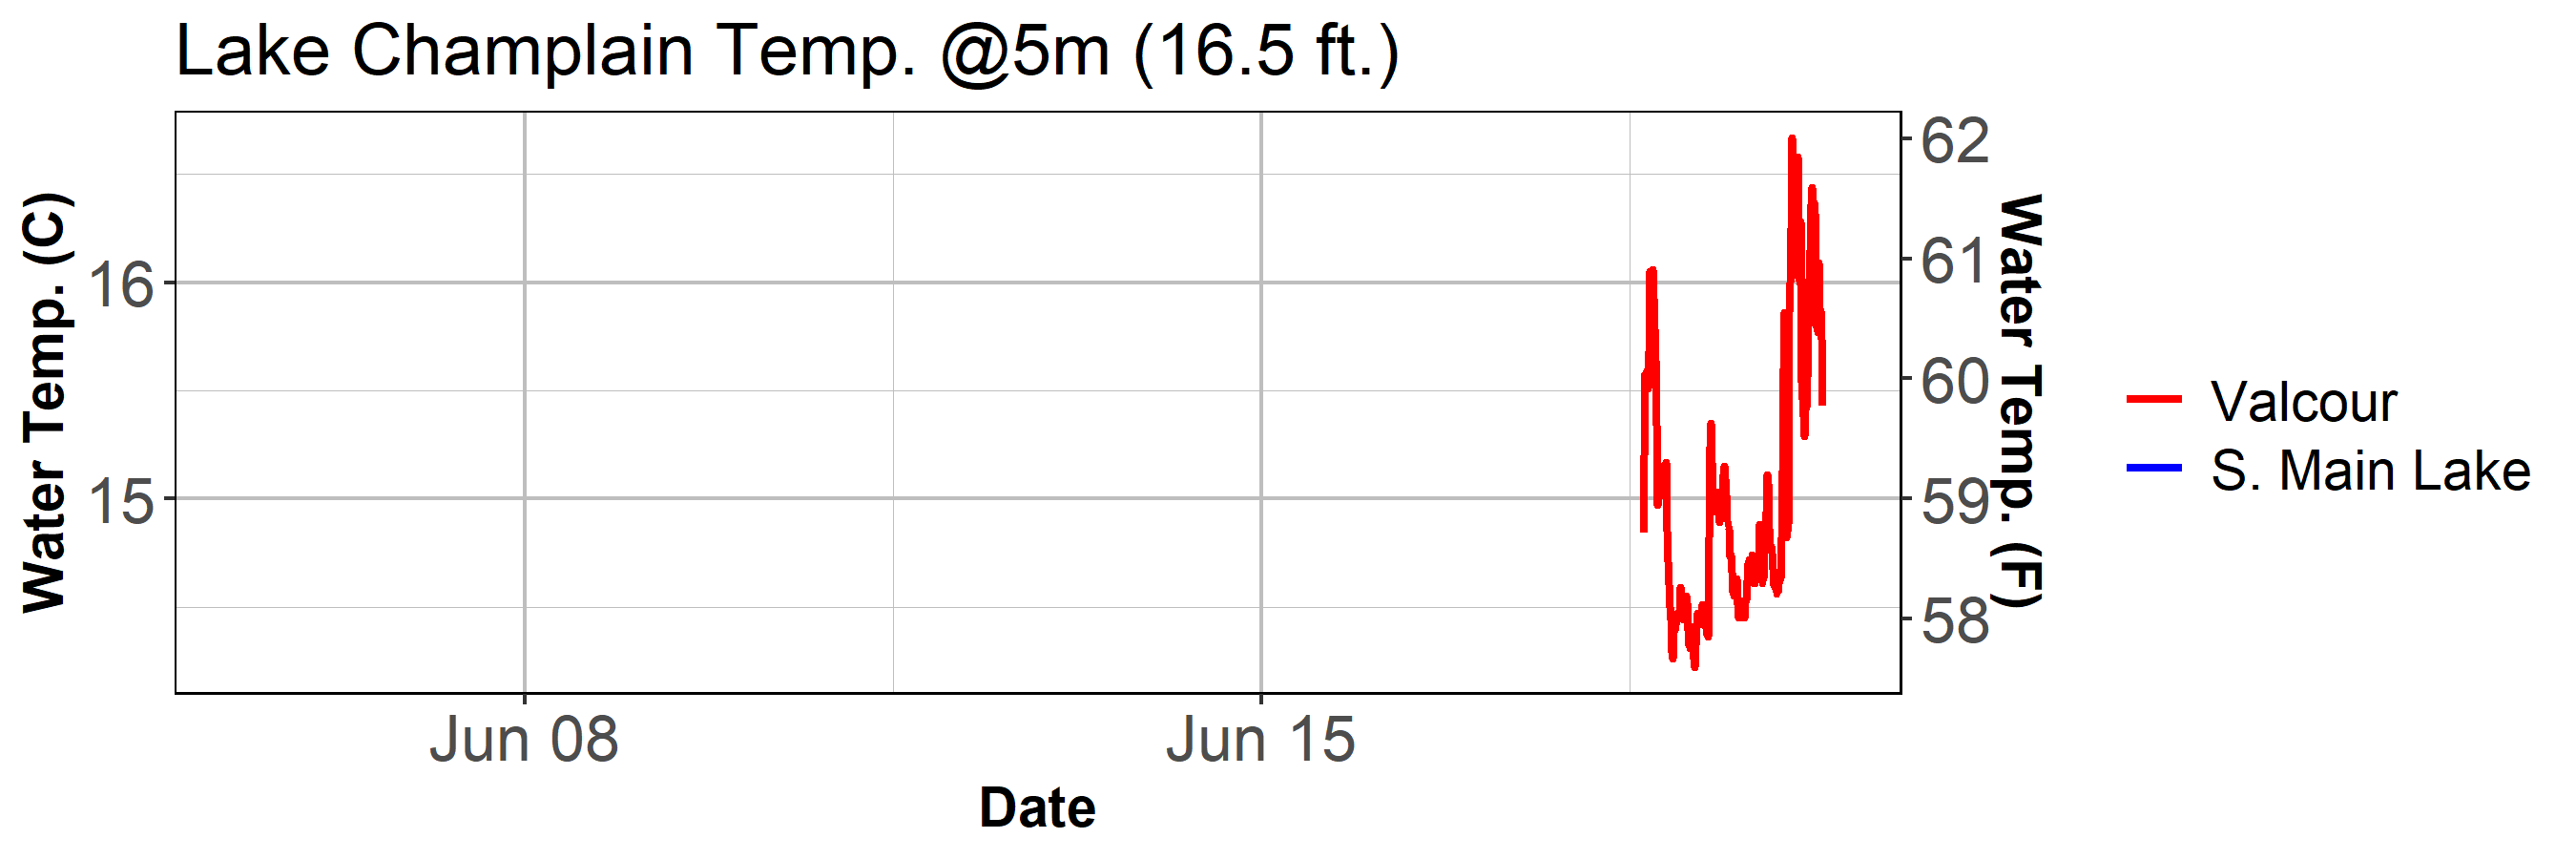 Lake Champlain Temp. @5m (16.5 ft.)
Water Temp. (C)
16
15
62
61
60
59
58
Water Temp. (F)
Jun 08
Jun 15
Date
Valcour
S. Main Lake